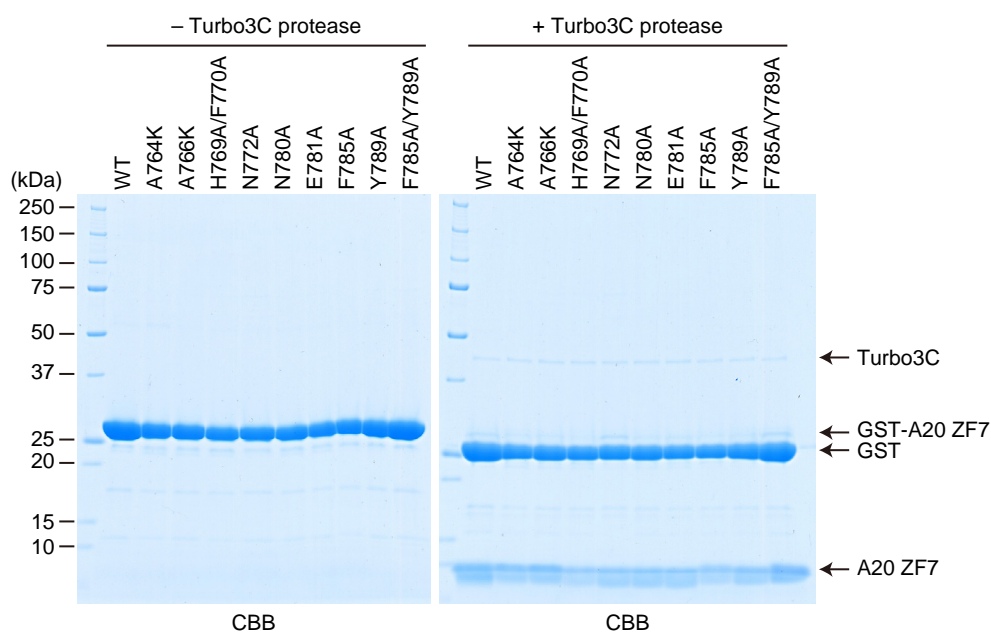 – Turbo3C protease
+ Turbo3C protease
WT
A764K
A766K
H769A/F770A
N772A
N780A
E781A
F785A
Y789A
F785A/Y789A
WT
A764K
A766K
H769A/F770A
N772A
N780A
E781A
F785A
Y789A
F785A/Y789A
(kDa)
250
150
100
75
50
37
25
20
15
10
Turbo3C
GST-A20 ZF7
GST
A20 ZF7
CBB
CBB